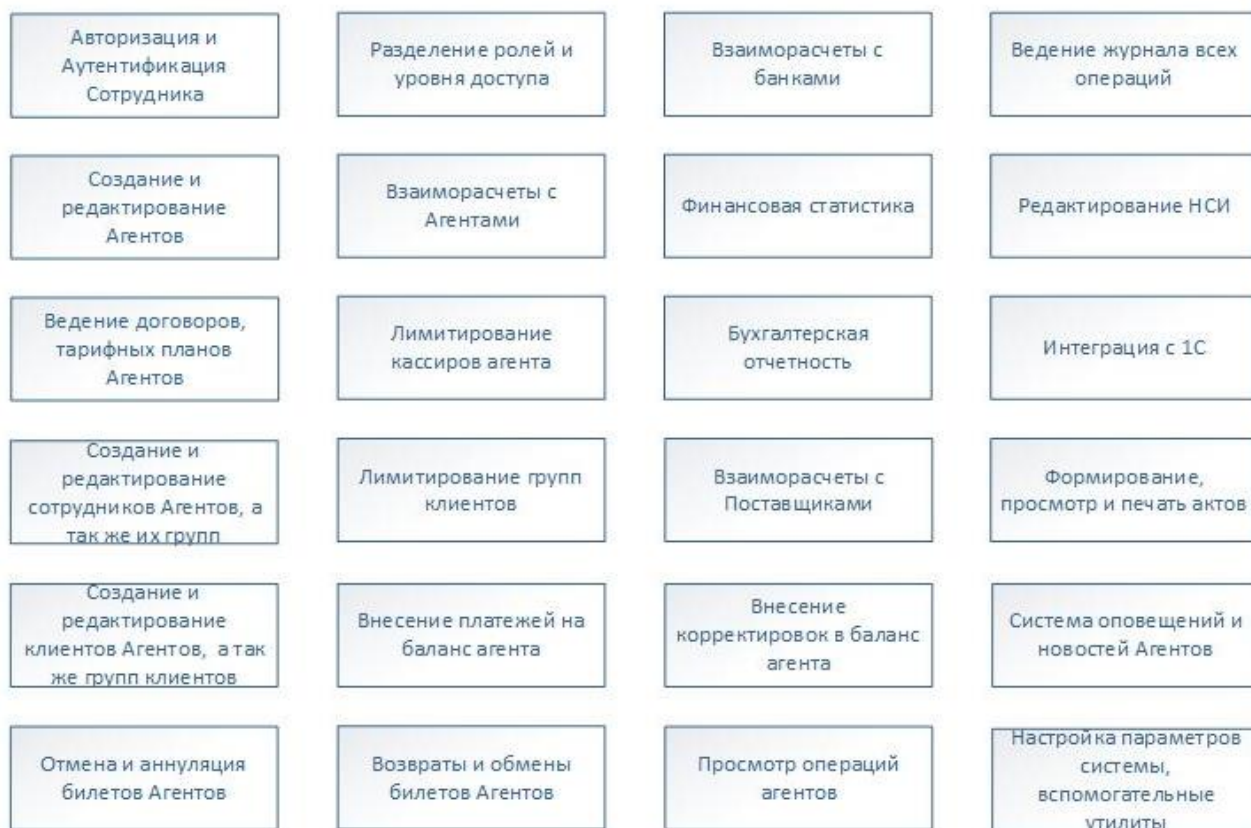 Авторизация и
Аутентификация
Сотрудника
Разделение ролей и
уровня доступа
Взаиморасчеты с
банками
Ведение журнала всех
операций
Создание и
редактирование
Агентов
Взаиморасчеты с
Агентами
Финансовая статистика
Редактирование НСИ
Ведение договоров,
тарифных планов
Агентов
Лимитирование
кассиров агента
Бухгалтерская
отчетность
Интеграция с 1С
Создание и
редактирование
сотрудников Агентов, а
так же их групп
Лимитирование групп
клиентов
Взаиморасчеты с
Поставщиками
Формирование,
просмотр и печать актов
Создание и
редактирование
клиентов Агентов, а так
же групп клиентов
Внесение платежей на
баланс агента
Внесение
корректировок в баланс
агента
Система оповещений и
новостей Агентов
Отмена и аннуляция
билетов Агентов
Возвраты и обмены
билетов Агентов
Просмотр операций
агентов
Настройка параметров
системы,
вспомогательные
утилиты